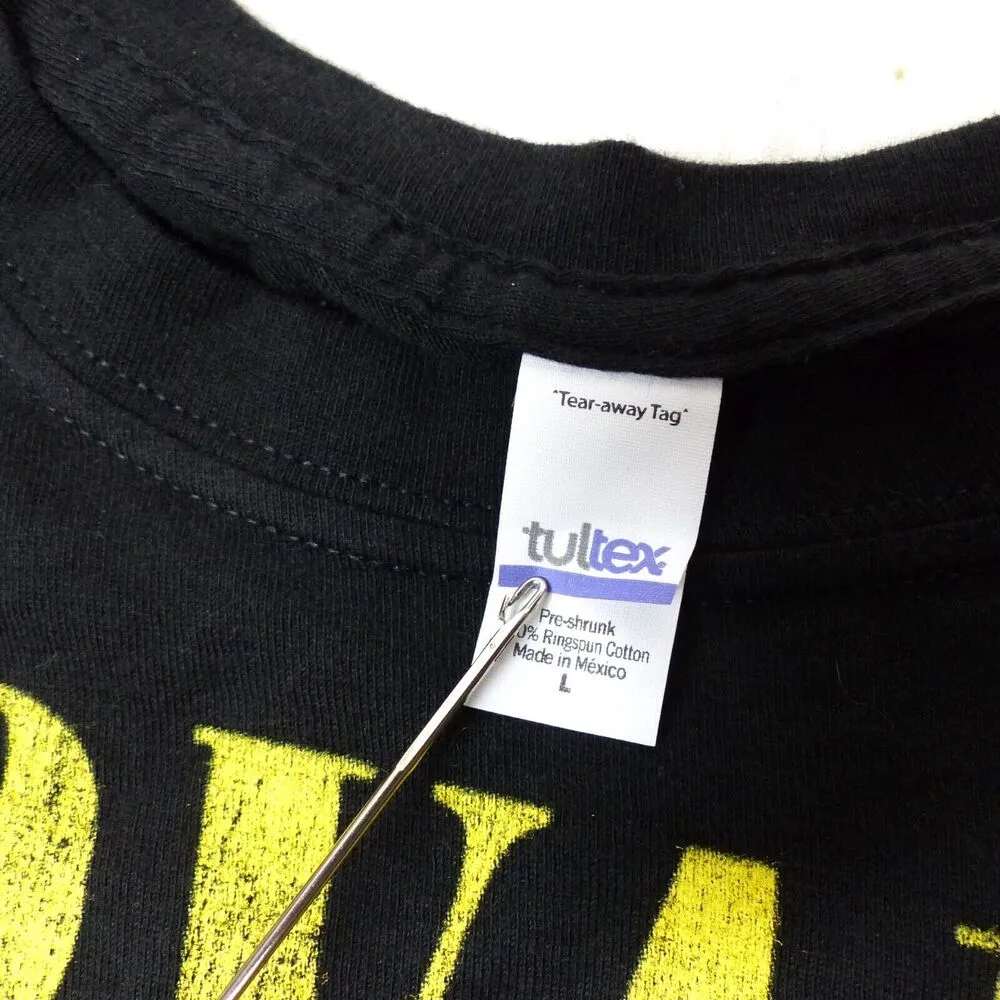 ^Tear-away Tag^
tultex
Pre-shrunk
0% Ringspun Cotton
Made in México
L